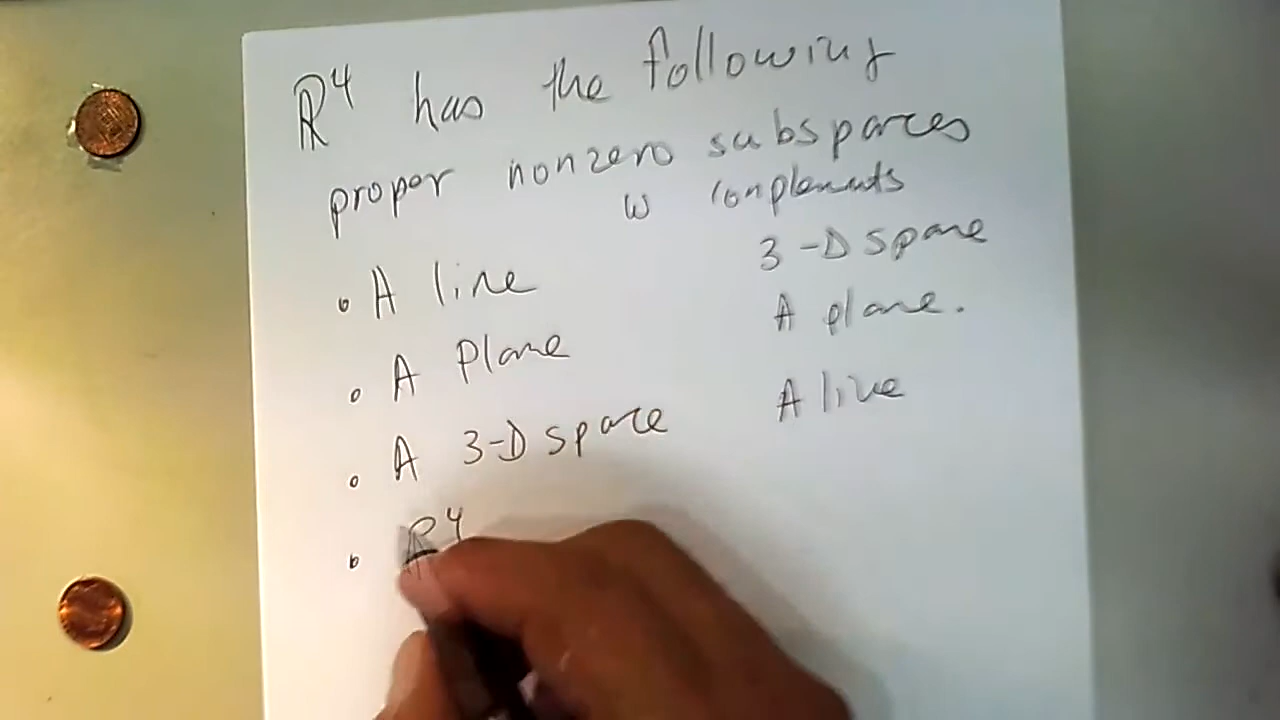 ℝ⁴ has the following
proper nonzero subspaces
w complements
• A line 3-D space
• A Plane A plane.
• A 3-D space A line
• ℝ⁴